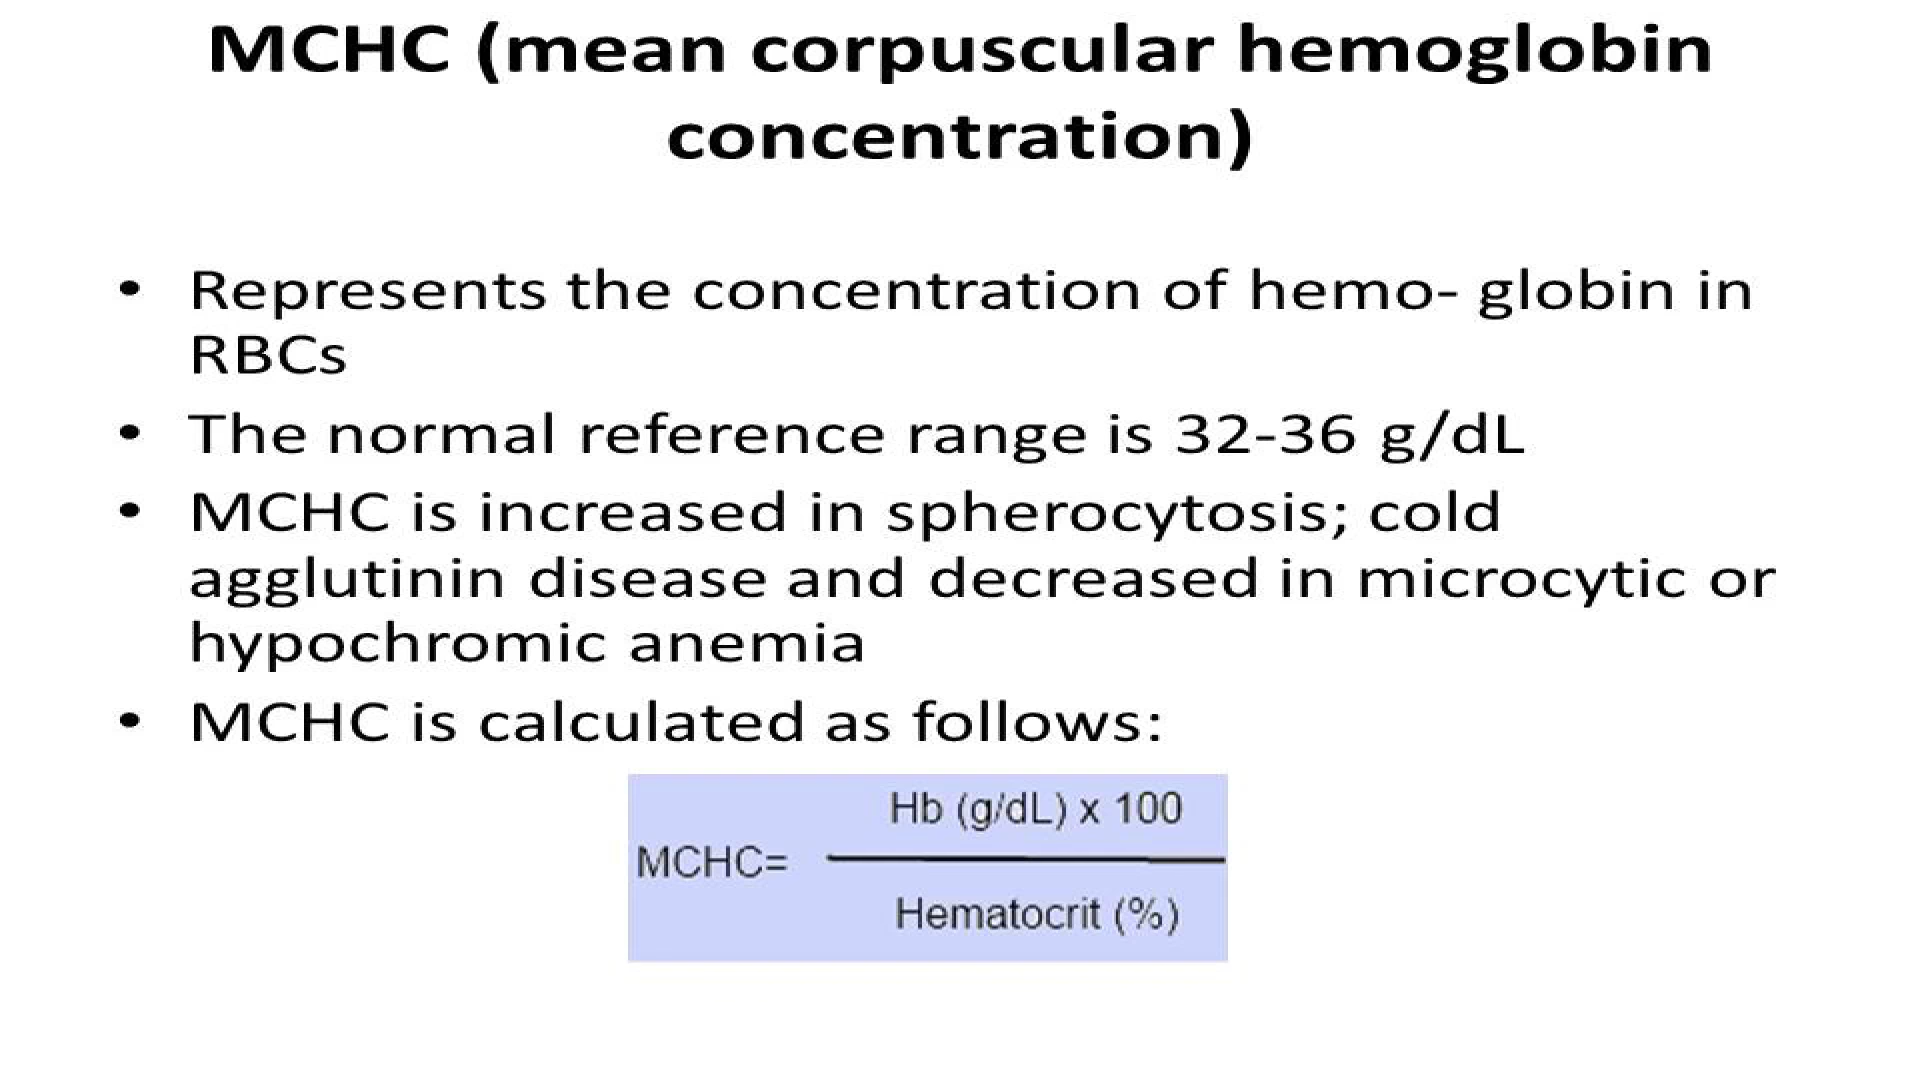 MCHC (mean corpuscular hemoglobin
concentration)
• Represents the concentration of hemo- globin in
RBCs
• The normal reference range is 32-36 g/dL
• MCHC is increased in spherocytosis; cold
agglutinin disease and decreased in microcytic or
hypochromic anemia
• MCHC is calculated as follows:
Hb (g/dL) x 100
MCHC=
Hematocrit (%)